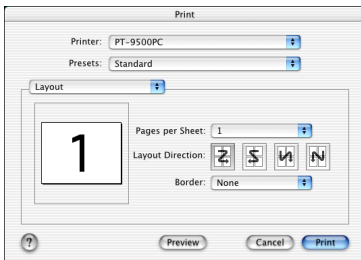 Print
Printer: PT-9500PC
Presets: Standard
Layout
1
Pages per Sheet: 1
Layout Direction:
Border: None
?
Preview Cancel Print